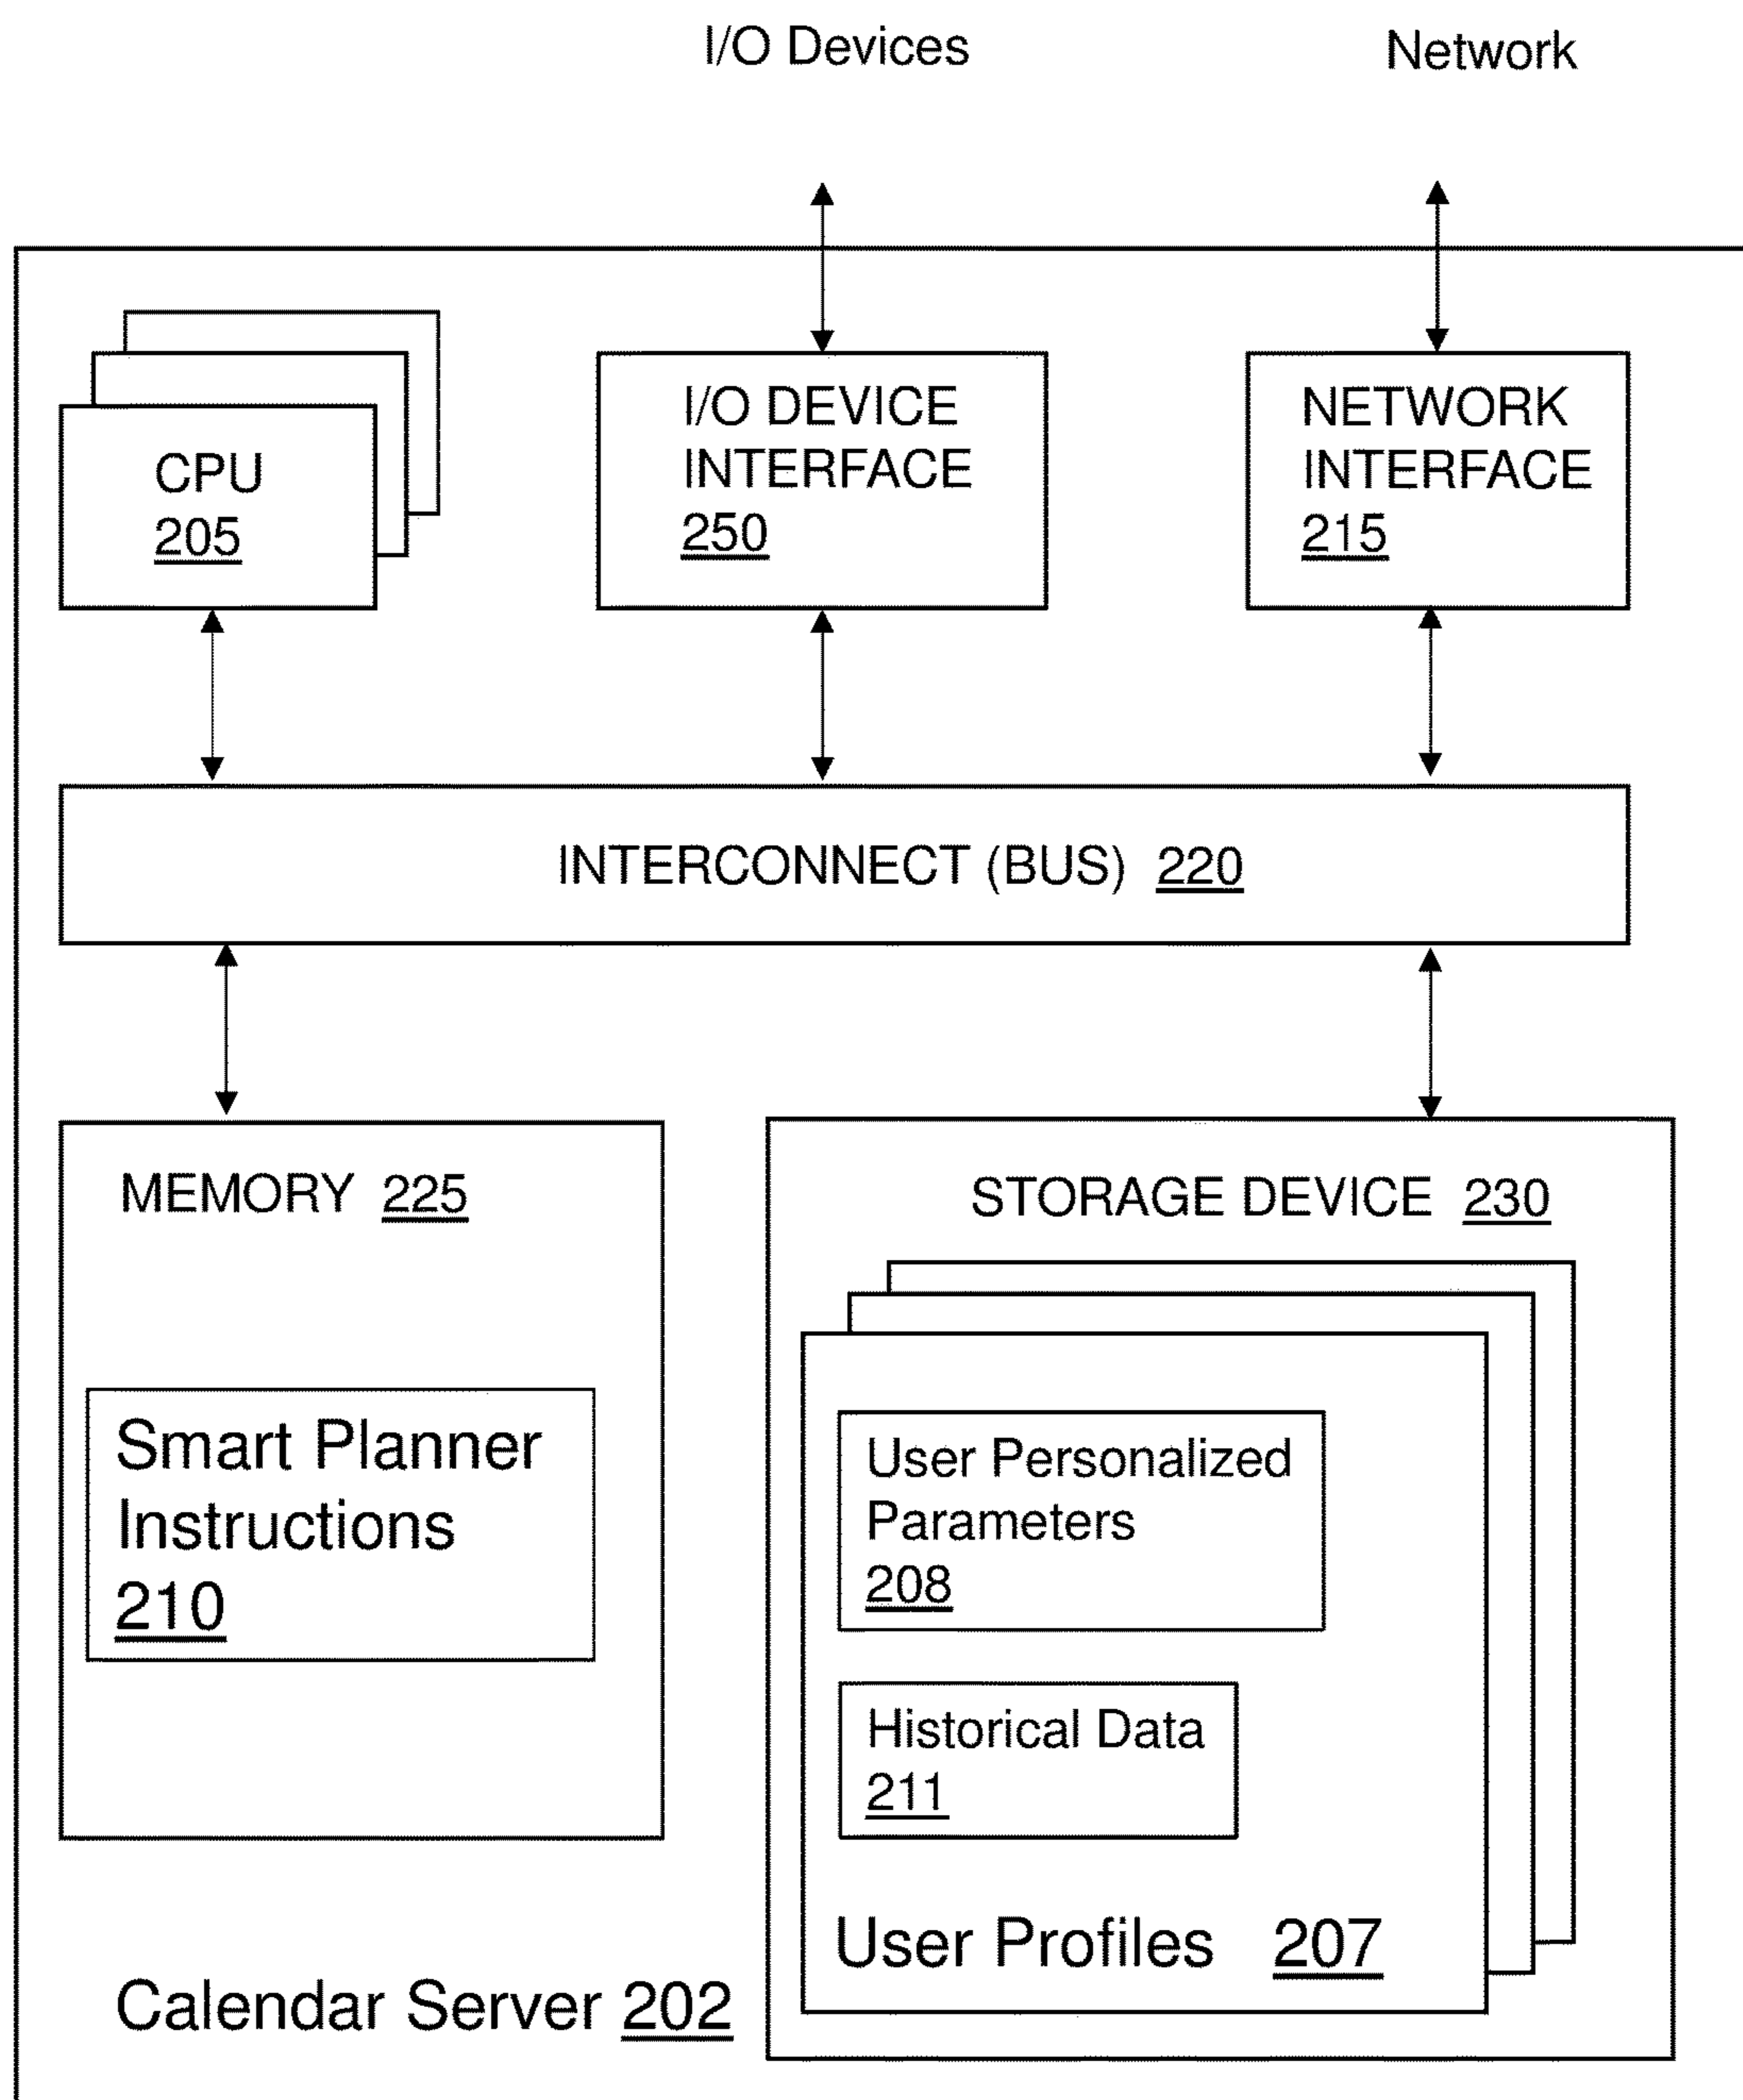 I/O Devices
Network
CPU
205
I/O DEVICE
INTERFACE
250
NETWORK
INTERFACE
215
INTERCONNECT (BUS) 220
MEMORY 225
Smart Planner
Instructions
210
STORAGE DEVICE 230
User Personalized
Parameters
208
Historical Data
211
User Profiles 207
Calendar Server 202